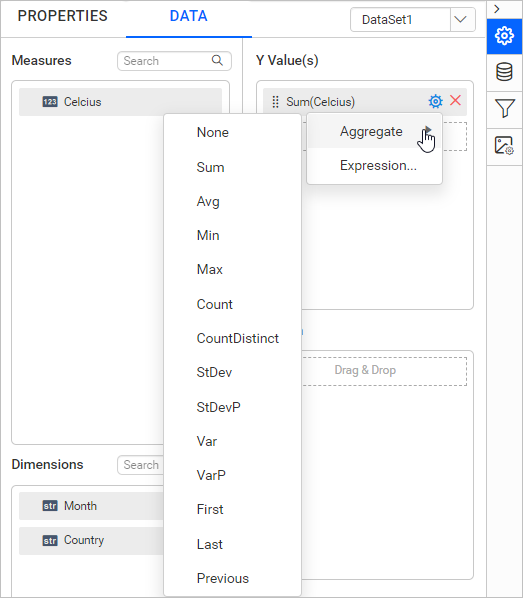 PROPERTIES
DATA
DataSet1
Measures
Search
123 Celcius
Y Value(s)
Sum(Celcius)
Aggregate
Expression...
None
Sum
Avg
Min
Max
Count
CountDistinct
StDev
StDevP
Var
VarP
First
Last
Previous
Drag & Drop
Dimensions
Search
str Month
str Country